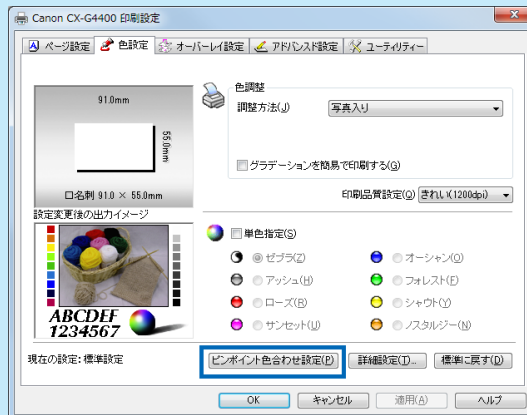 Canon CX-G4400 印刷設定
ページ設定 色設定 オーバーレイ設定 アドバンスド設定 ユーティリティー
91.0mm
55.0mm
口名刺 91.0 × 55.0mm
設定変更後の出力イメージ
ABCDEF
1234567
色調整
調整方法(J) 写真入り
グラデーションを簡易で印刷する(G)
印刷品質設定(Q) きれい(1200dpi)
単色指定(S)
ゼブラ(Z) オーシャン(O)
アッシュ(H) フォレスト(F)
ローズ(R) シャウト(Y)
サンセット(U) ノスタルジー(N)
現在の設定: 標準設定 ピンポイント色合わせ設定(P) 詳細設定(T)... 標準に戻す(D)
OK キャンセル 適用(A) ヘルプ